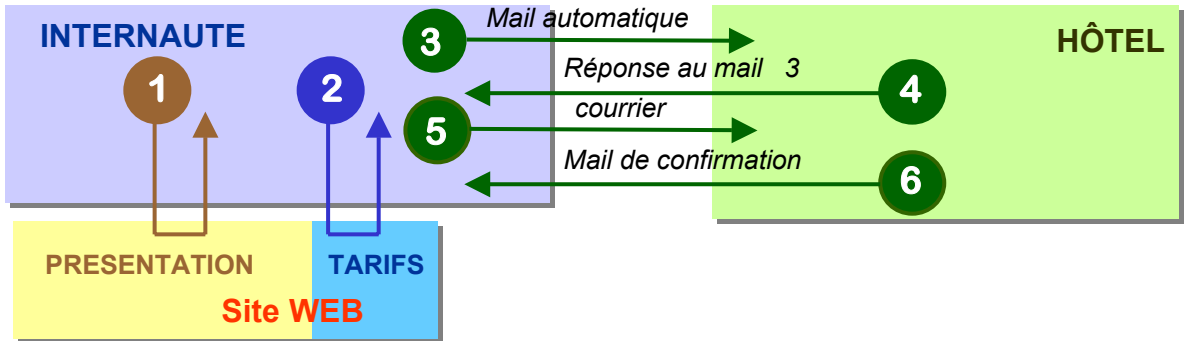 INTERNAUTE
HÔTEL
3
Mail automatique
1
2
Réponse au mail 3
4
5
courrier
Mail de confirmation
6
PRESENTATION
TARIFS
Site WEB